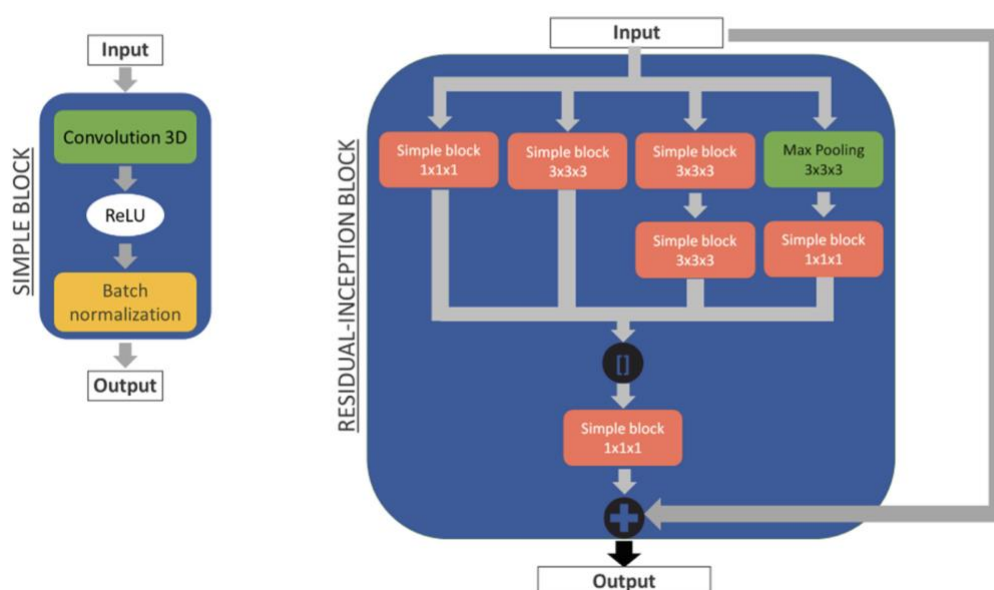 Input
SIMPLE BLOCK
Convolution 3D
ReLU
Batch
normalization
Output
Input
RESIDUAL-INCEPTION BLOCK
Simple block
1x1x1
Simple block
3x3x3
Simple block
3x3x3
Max Pooling
3x3x3
Simple block
3x3x3
Simple block
1x1x1
[]
Simple block
1x1x1
+
Output